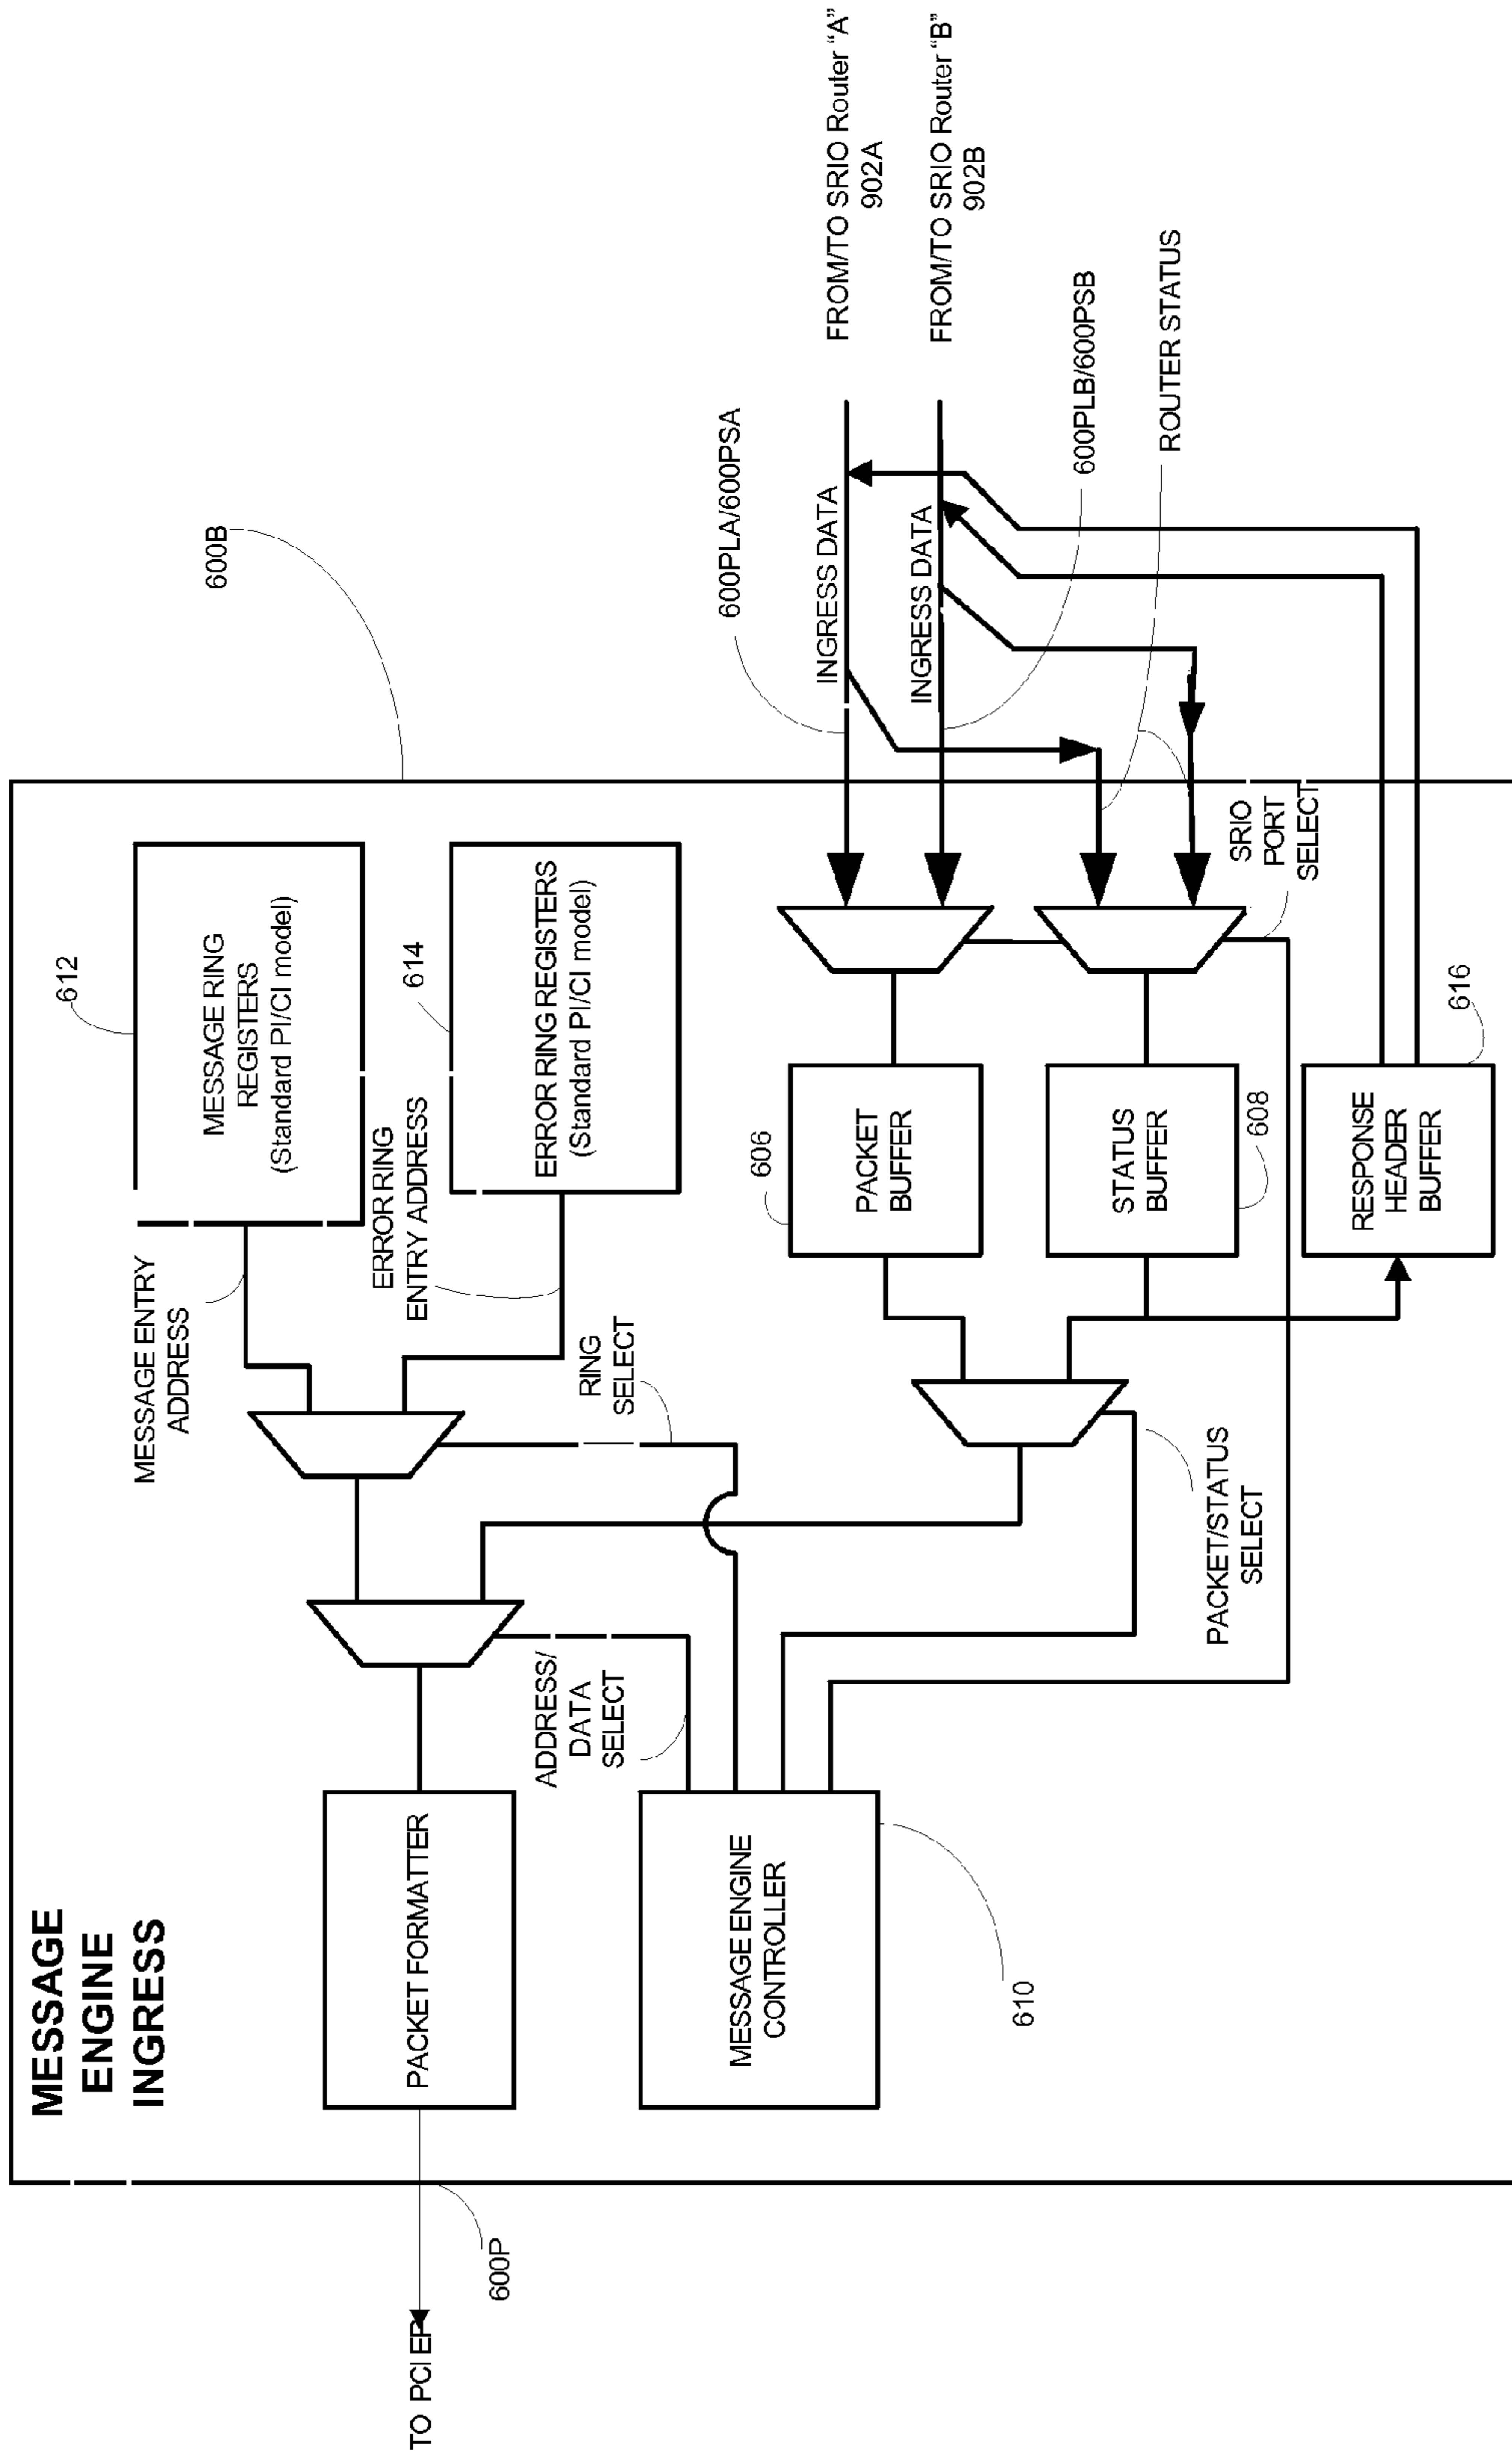 MESSAGE
ENGINE
INGRESS
600B
612
MESSAGE RING
REGISTERS
(Standard PI/CI model)
614
ERROR RING REGISTERS
(Standard PI/CI model)
MESSAGE ENTRY
ADDRESS
ERROR RING
ENTRY ADDRESS
RING
SELECT
ADDRESS/
DATA
SELECT
PACKET FORMATTER
TO PCI EP
600P
MESSAGE ENGINE
CONTROLLER
610
PACKET/STATUS
SELECT
606
PACKET
BUFFER
STATUS
BUFFER
608
RESPONSE
HEADER
BUFFER
616
SRIO
PORT
SELECT
600PLA/600PSA
INGRESS DATA
INGRESS DATA
600PLB/600PSB
ROUTER STATUS
FROM/TO SRIO Router "A"
902A
FROM/TO SRIO Router "B"
902B